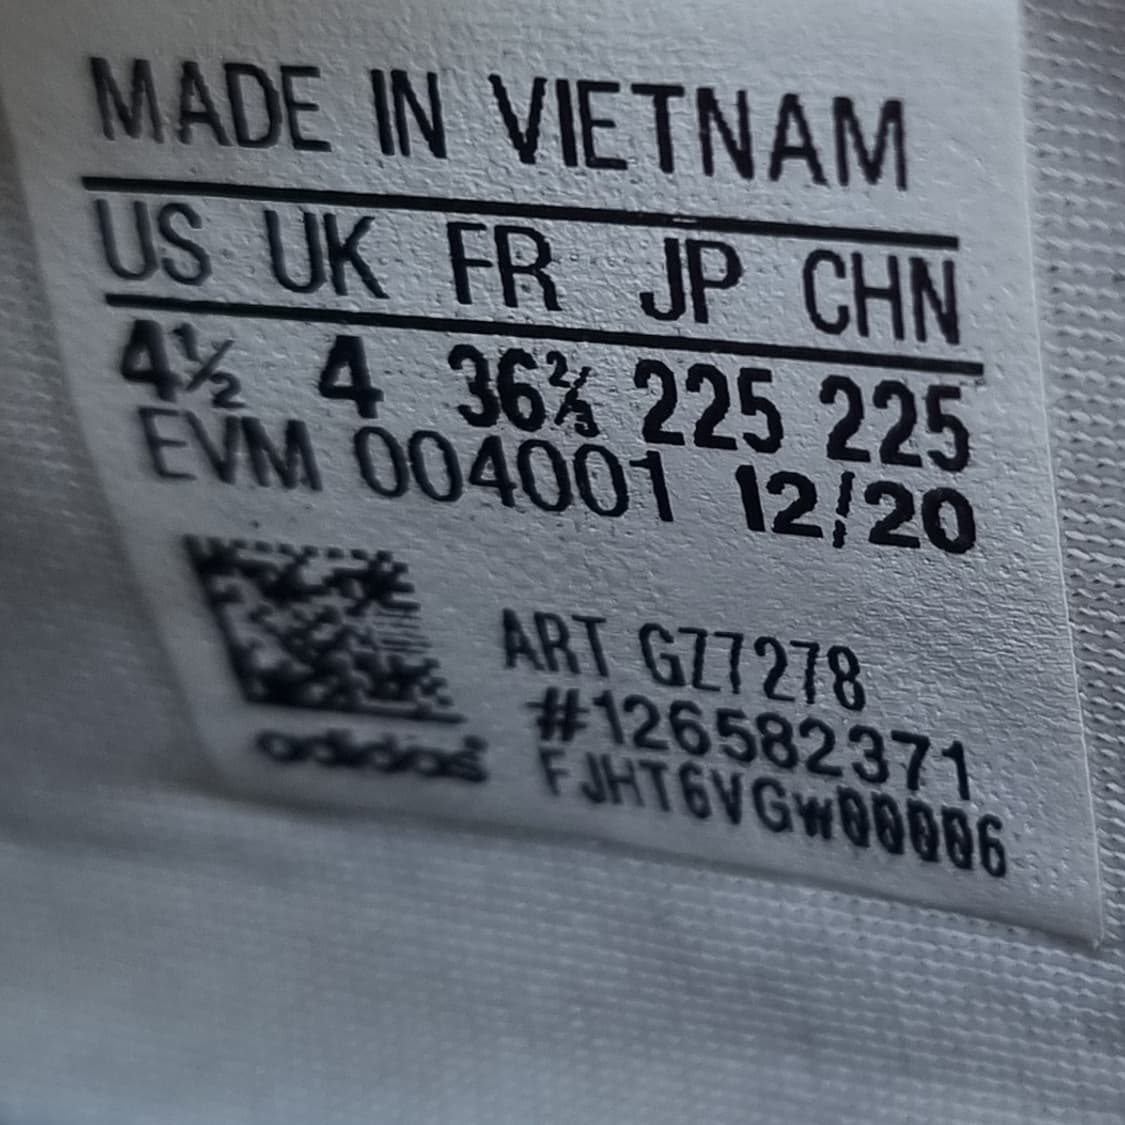 MADE IN VIETNAM
US UK FR JP CHN
4½ 4 36⅔ 225 225
EVM 004001 12/20
ART GZ7278
#126582371
adidas FJHT6VGW00006